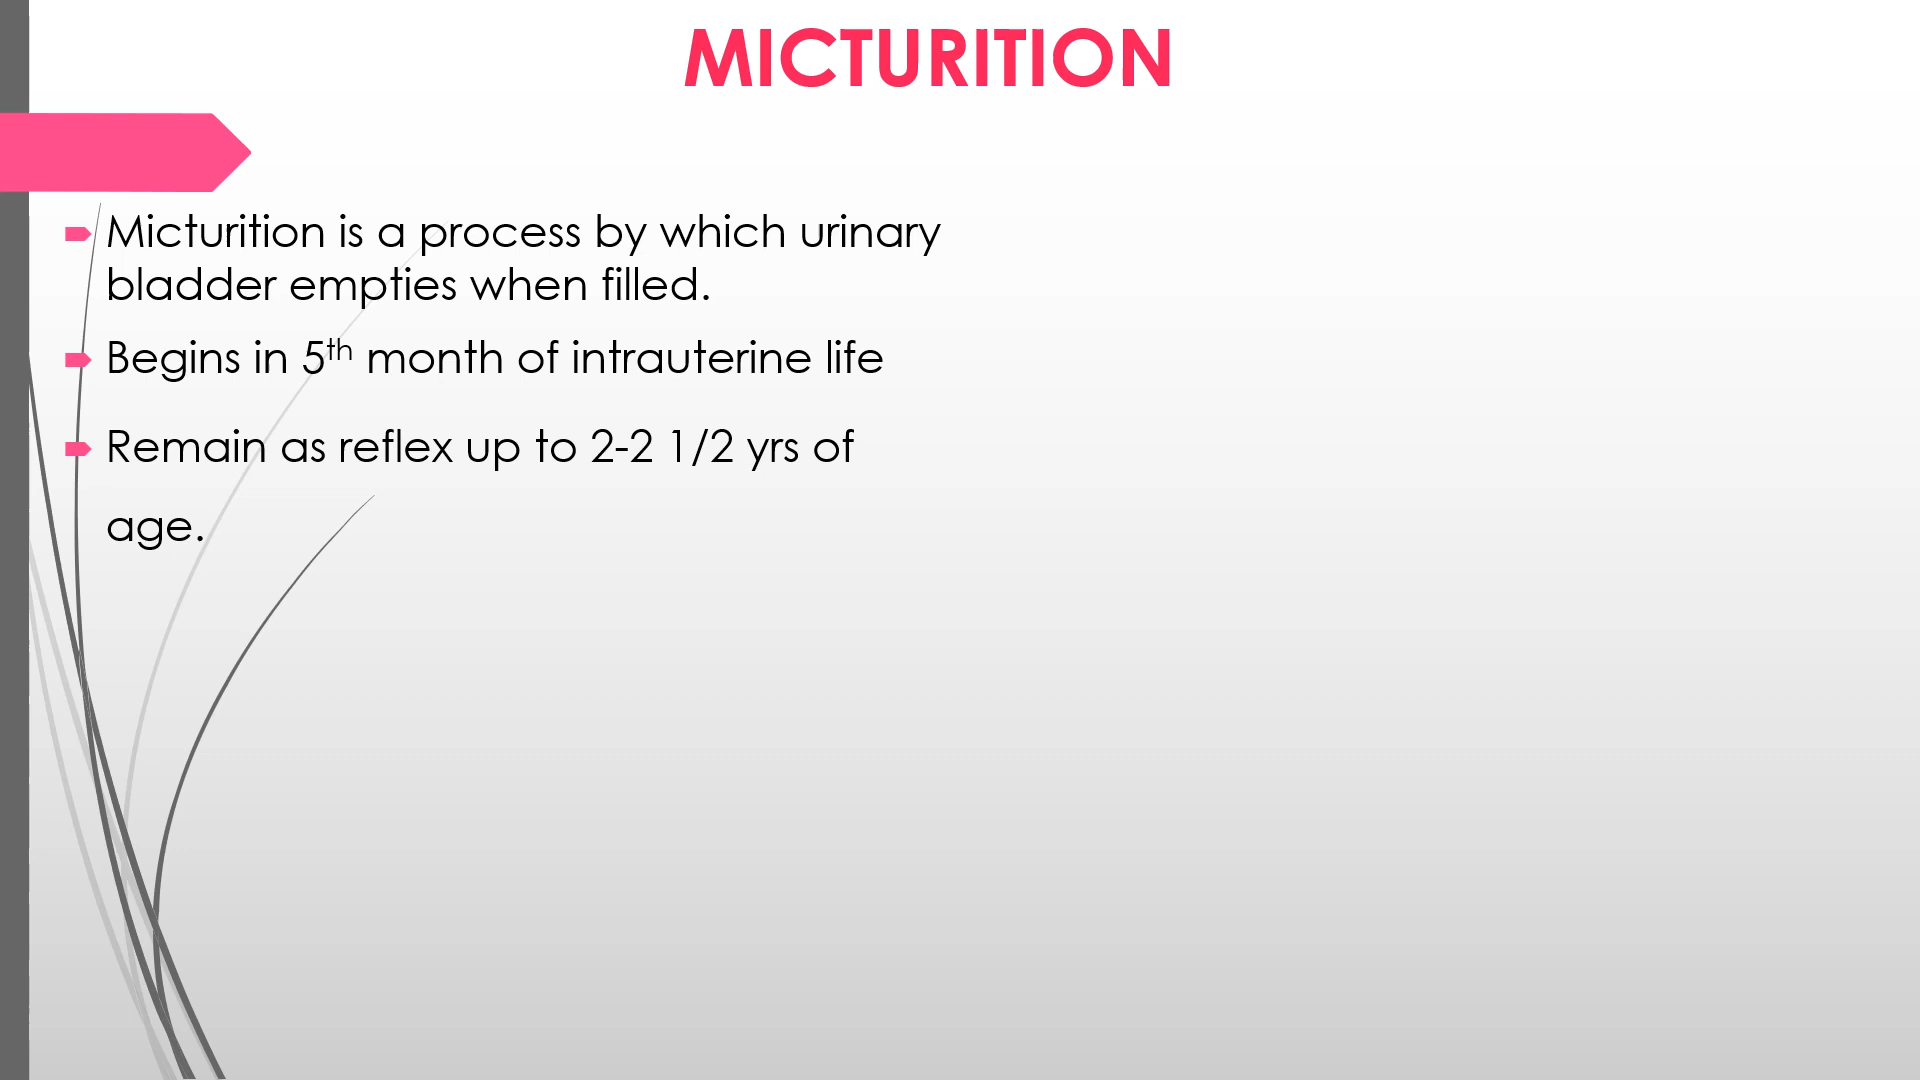 MICTURITION
Micturition is a process by which urinary
bladder empties when filled.
Begins in 5th month of intrauterine life
Remain as reflex up to 2-2 1/2 yrs of
age.